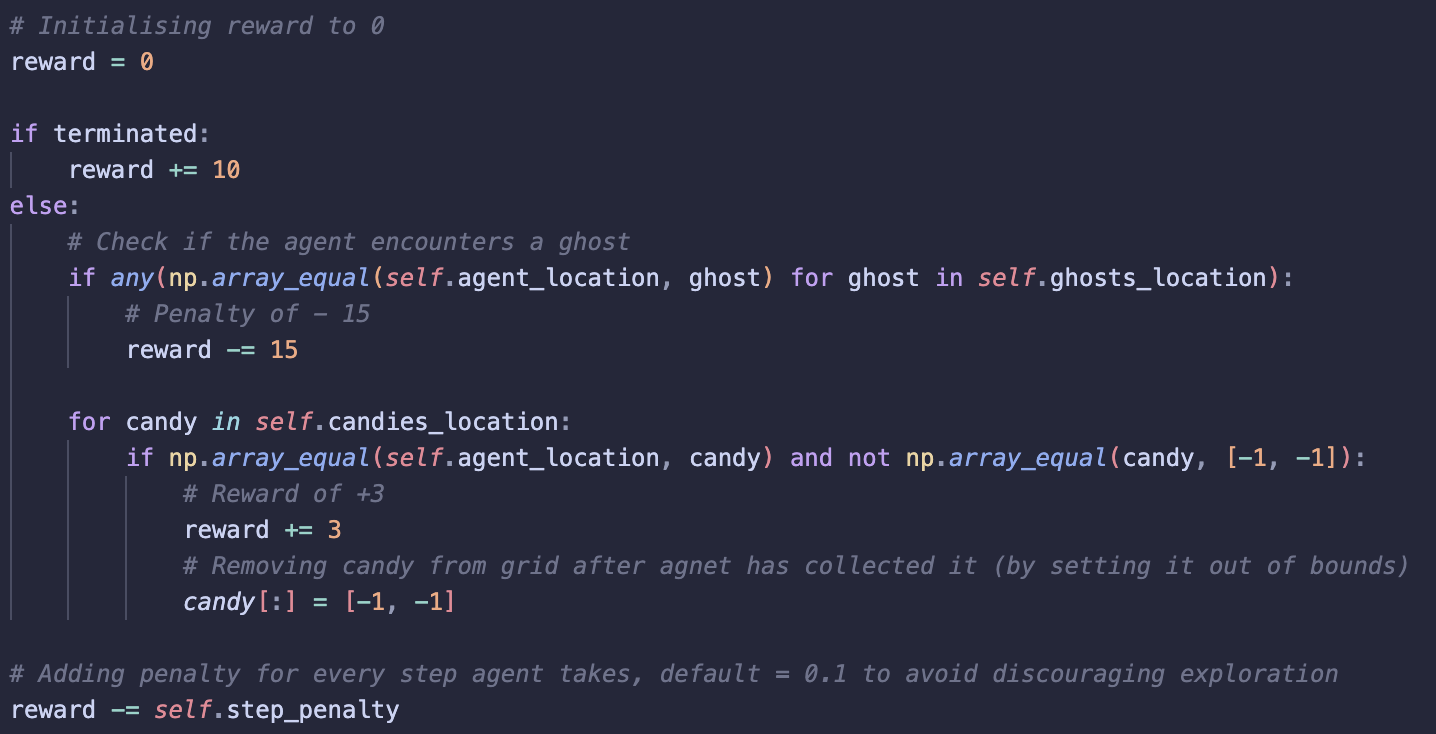 # Initialising reward to 0
reward = 0
if terminated:
reward += 10
else:
# Check if the agent encounters a ghost
if any(np.array_equal(self.agent_location, ghost) for ghost in self.ghosts_location):
# Penalty of - 15
reward -= 15
for candy in self.candies_location:
if np.array_equal(self.agent_location, candy) and not np.array_equal(candy, [-1, -1]):
# Reward of +3
reward += 3
# Removing candy from grid after agnet has collected it (by setting it out of bounds)
candy[:] = [-1, -1]
# Adding penalty for every step agent takes, default = 0.1 to avoid discouraging exploration
reward -= self.step_penalty